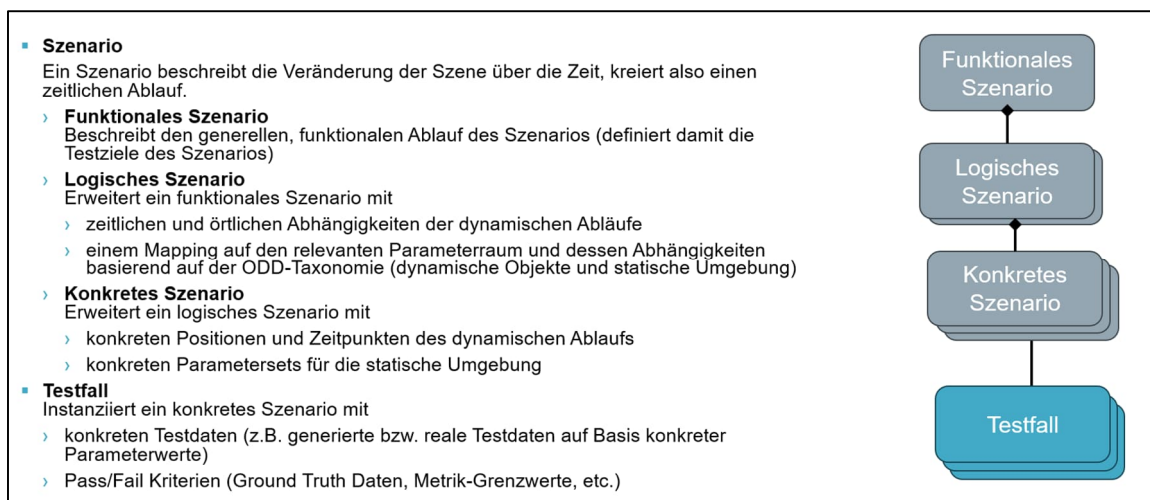 Szenario
Ein Szenario beschreibt die Veränderung der Szene über die Zeit, kreiert also einen
zeitlichen Ablauf.
Funktionales Szenario
Beschreibt den generellen, funktionalen Ablauf des Szenarios (definiert damit die
Testziele des Szenarios)
Logisches Szenario
Erweitert ein funktionales Szenario mit
zeitlichen und örtlichen Abhängigkeiten der dynamischen Abläufe
einem Mapping auf den relevanten Parameterraum und dessen Abhängigkeiten
basierend auf der ODD-Taxonomie (dynamische Objekte und statische Umgebung)
Konkretes Szenario
Erweitert ein logisches Szenario mit
konkreten Positionen und Zeitpunkten des dynamischen Ablaufs
konkreten Parametersets für die statische Umgebung
Testfall
Instanziiert ein konkretes Szenario mit
konkreten Testdaten (z.B. generierte bzw. reale Testdaten auf Basis konkreter
Parameterwerte)
Pass/Fail Kriterien (Ground Truth Daten, Metrik-Grenzwerte, etc.)
Funktionales
Szenario
Logisches
Szenario
Konkretes
Szenario
Testfall